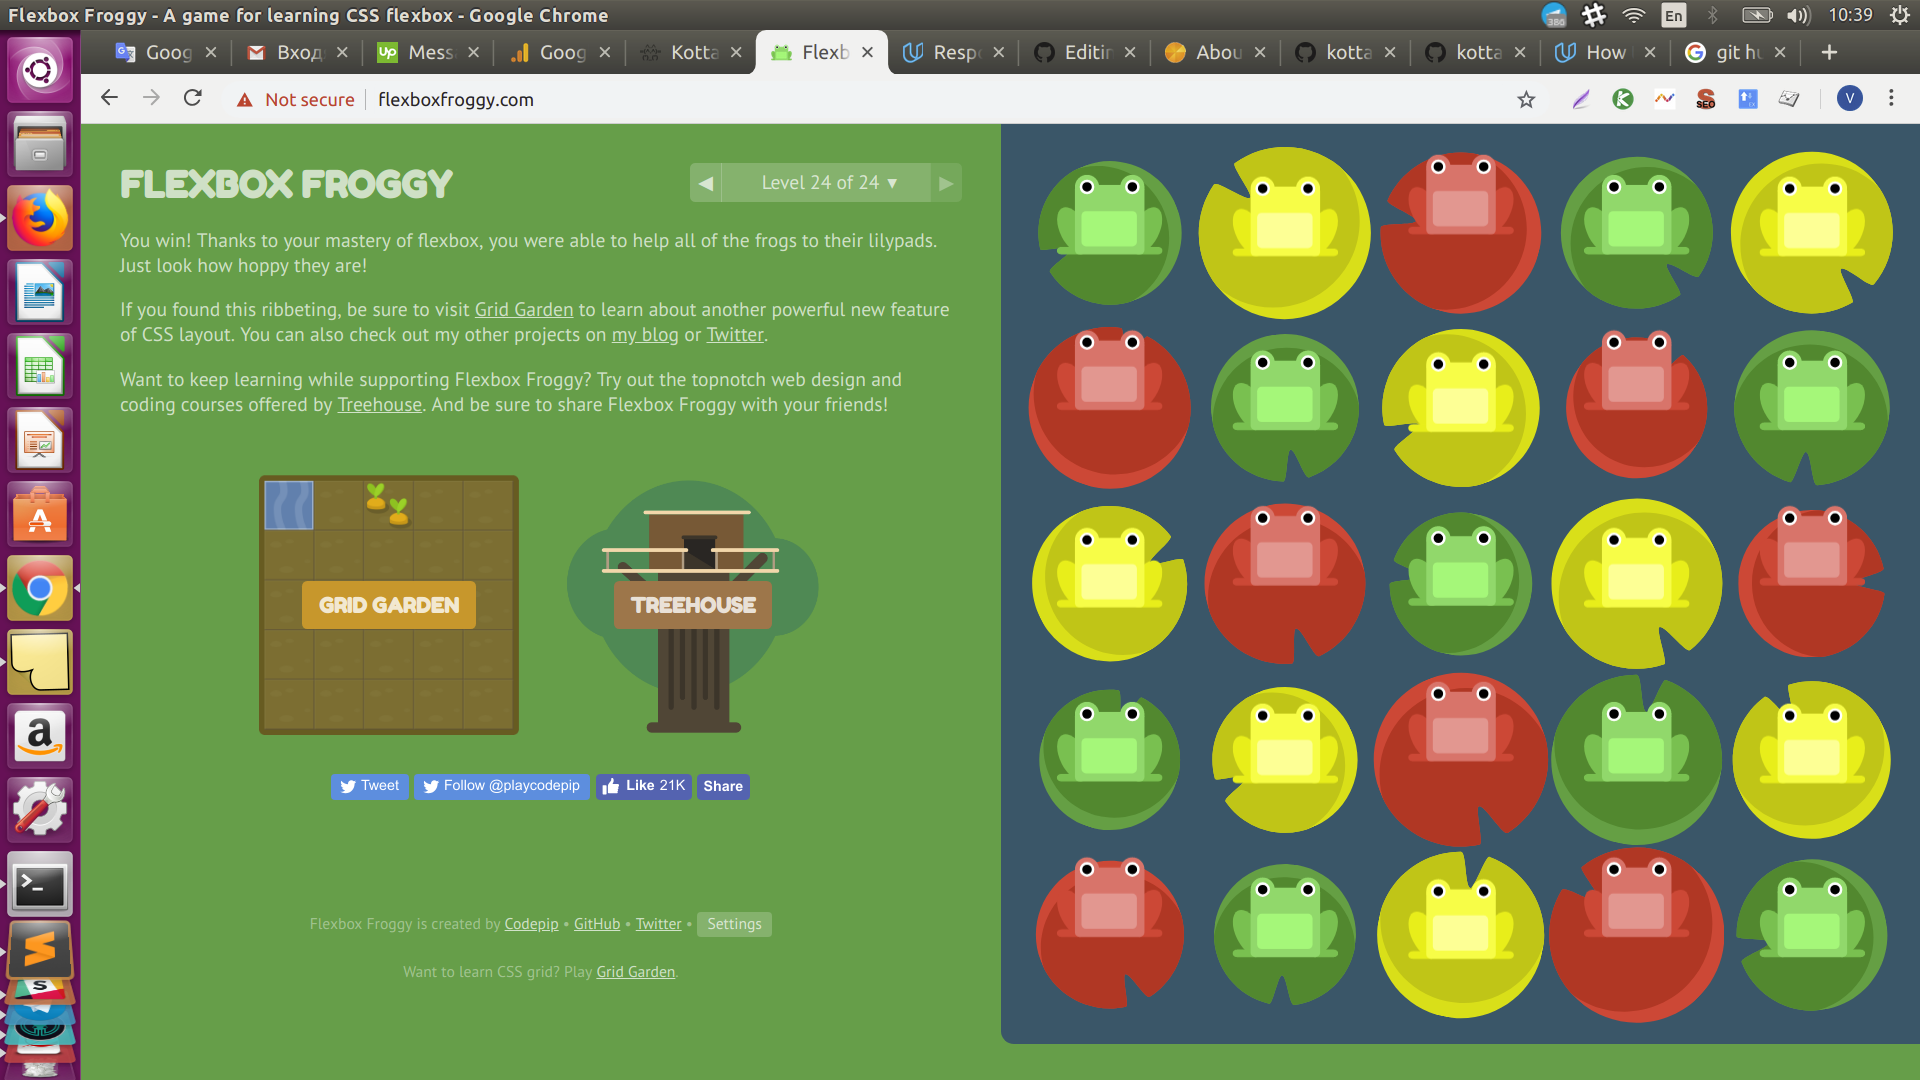 Flexbox Froggy - A game for learning CSS flexbox - Google Chrome
380
En
10:39
Goog
Вход
Mess
Goog
Kotta
Flexb
Resp
Editin
Abou
kotta
kotta
How
git hu
Not secure
flexboxfroggy.com
SEO
V
FLEXBOX FROGGY
◀ Level 24 of 24 ▼ ▶
You win! Thanks to your mastery of flexbox, you were able to help all of the frogs to their lilypads.
Just look how hoppy they are!
If you found this ribbeting, be sure to visit Grid Garden to learn about another powerful new feature
of CSS layout. You can also check out my other projects on my blog or Twitter.
Want to keep learning while supporting Flexbox Froggy? Try out the topnotch web design and
coding courses offered by Treehouse. And be sure to share Flexbox Froggy with your friends!
GRID GARDEN
TREEHOUSE
Tweet
Follow @playcodepip
Like 21K
Share
Flexbox Froggy is created by Codepip • GitHub • Twitter • Settings
Want to learn CSS grid? Play Grid Garden.